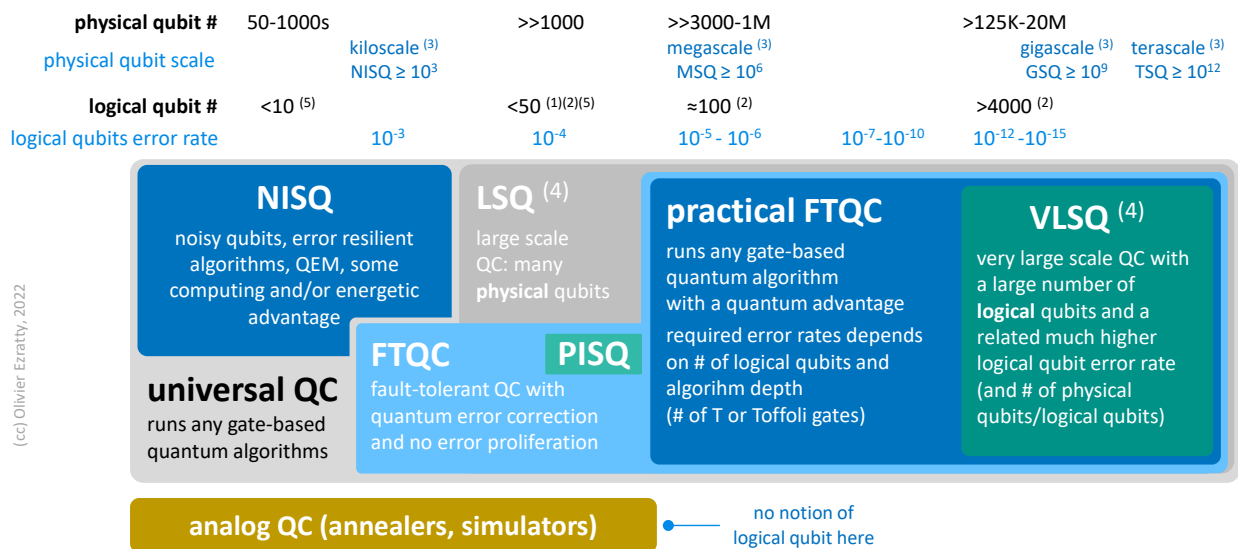 physical qubit # 50-1000s >>1000 >>3000-1M >125K-20M
physical qubit scale
kiloscale (3)
NISQ ≥ 10³
megascale (3)
MSQ ≥ 10⁶
gigascale (3)
GSQ ≥ 10⁹
terascale (3)
TSQ ≥ 10¹²
logical qubit # <10 (5) <50 (1)(2)(5) ≈100 (2) >4000 (2)
logical qubits error rate 10⁻³ 10⁻⁴ 10⁻⁵ - 10⁻⁶ 10⁻⁷-10⁻¹⁰ 10⁻¹² -10⁻¹⁵
NISQ
noisy qubits, error resilient
algorithms, QEM, some
computing and/or energetic
advantage
LSQ (4)
large scale
QC: many
physical qubits
practical FTQC
runs any gate-based
quantum algorithm
with a quantum advantage
required error rates depends
on # of logical qubits and
algorihm depth
(# of T or Toffoli gates)
VLSQ (4)
very large scale QC with
a large number of
logical qubits and a
related much higher
logical qubit error rate
(and # of physical
qubits/logical qubits)
FTQC
PISQ
fault-tolerant QC with
quantum error correction
and no error proliferation
universal QC
runs any gate-based
quantum algorithms
analog QC (annealers, simulators)
no notion of
logical qubit here
(cc) Olivier Ezratty, 2022